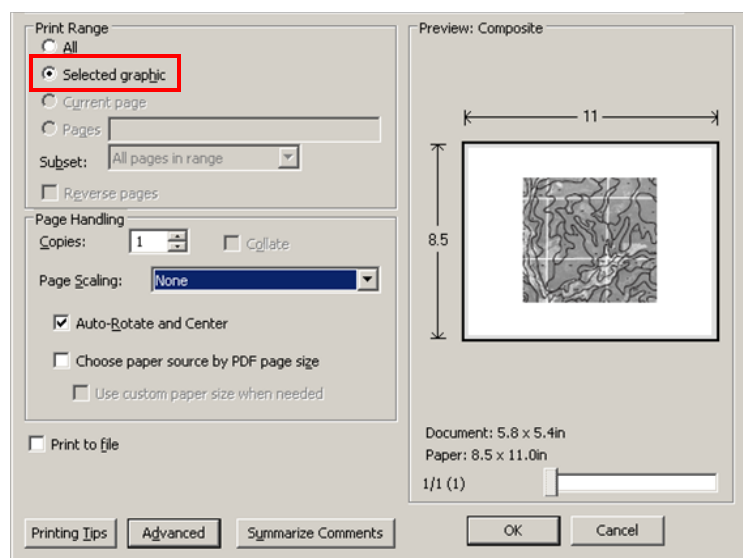 Print Range
All
Selected graphic
Current page
Pages
Subset: All pages in range
Reverse pages
Page Handling
Copies: 1 Collate
Page Scaling: None
Auto-Rotate and Center
Choose paper source by PDF page size
Use custom paper size when needed
Print to file
Printing Tips Advanced Summarize Comments
Preview: Composite
11
8.5
Document: 5.8 x 5.4in
Paper: 8.5 x 11.0in
1/1 (1)
OK Cancel